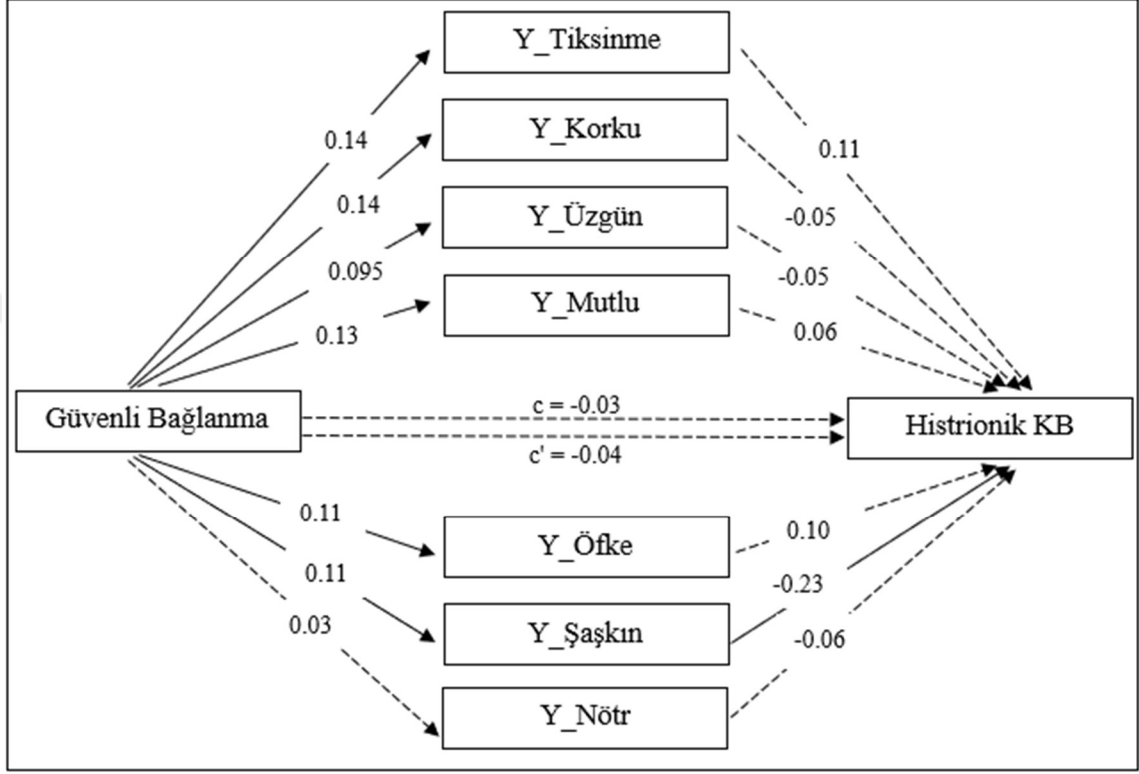 Y_Tiksinme
0.14
0.11
Y_Korku
0.14
-0.05
Y_Üzgün
0.095
-0.05
Y_Mutlu
0.13
0.06
Güvenli Bağlanma
c = -0.03
c' = -0.04
Histrionik KB
0.11
Y_Öfke
0.10
0.11
Y_Şaşkın
-0.23
0.03
Y_Nötr
-0.06